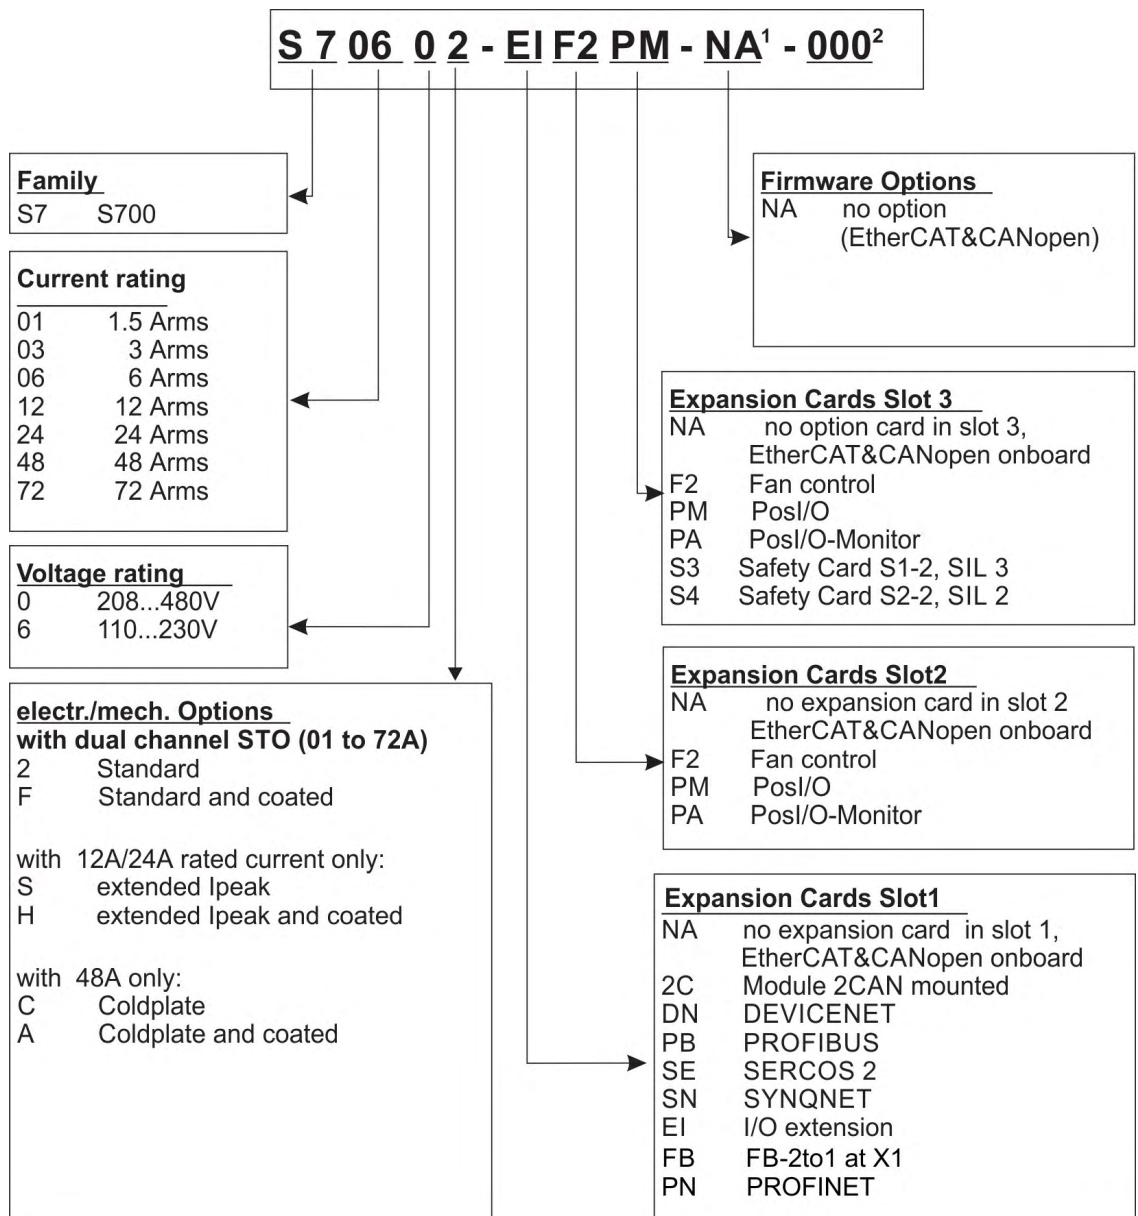 S 7 06 0 2 - EI F2 PM - NA¹ - 000²
Family
S7 S700
Current rating
01 1.5 Arms
03 3 Arms
06 6 Arms
12 12 Arms
24 24 Arms
48 48 Arms
72 72 Arms
Voltage rating
0 208...480V
6 110...230V
electr./mech. Options
with dual channel STO (01 to 72A)
2 Standard
F Standard and coated
with 12A/24A rated current only:
S extended Ipeak
H extended Ipeak and coated
with 48A only:
C Coldplate
A Coldplate and coated
Firmware Options
NA no option
(EtherCAT&CANopen)
Expansion Cards Slot 3
NA no option card in slot 3,
EtherCAT&CANopen onboard
F2 Fan control
PM PosI/O
PA PosI/O-Monitor
S3 Safety Card S1-2, SIL 3
S4 Safety Card S2-2, SIL 2
Expansion Cards Slot2
NA no expansion card in slot 2
EtherCAT&CANopen onboard
F2 Fan control
PM PosI/O
PA PosI/O-Monitor
Expansion Cards Slot1
NA no expansion card in slot 1,
EtherCAT&CANopen onboard
2C Module 2CAN mounted
DN DEVICENET
PB PROFIBUS
SE SERCOS 2
SN SYNQNET
EI I/O extension
FB FB-2to1 at X1
PN PROFINET